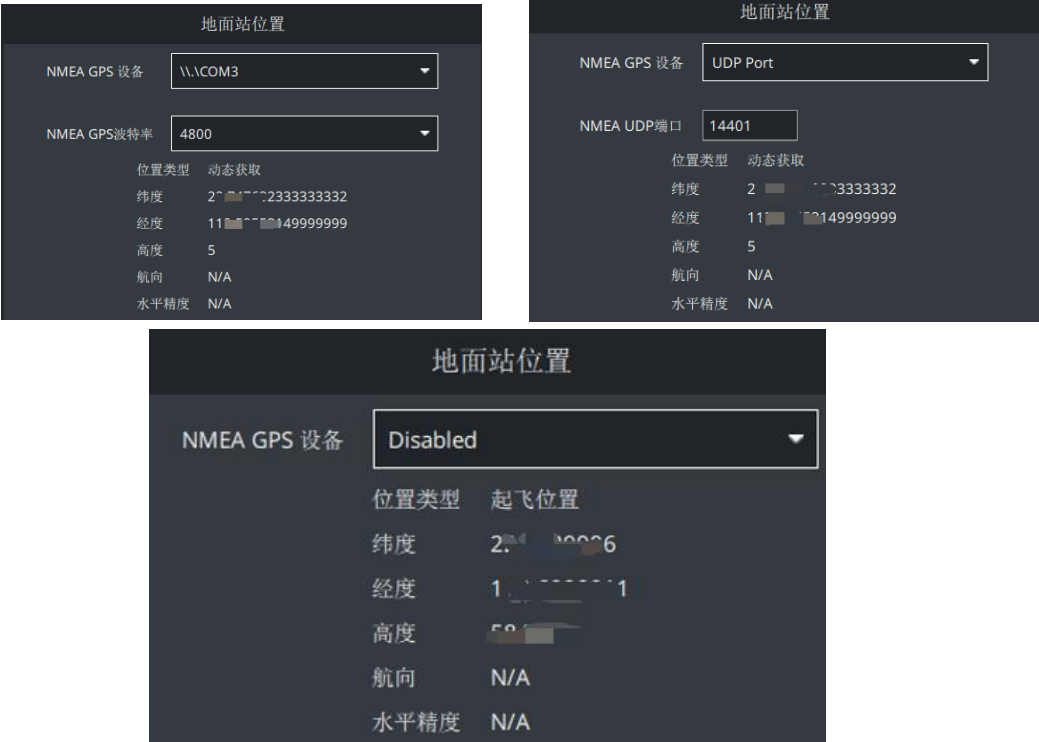 地面站位置
NMEA GPS 设备 \\.\COM3
NMEA GPS波特率 4800
位置类型 动态获取
纬度
经度
高度 5
航向 N/A
水平精度 N/A
地面站位置
NMEA GPS 设备 UDP Port
NMEA UDP端口 14401
位置类型 动态获取
纬度
经度
高度 5
航向 N/A
水平精度 N/A
地面站位置
NMEA GPS 设备 Disabled
位置类型 起飞位置
纬度
经度
高度
航向 N/A
水平精度 N/A